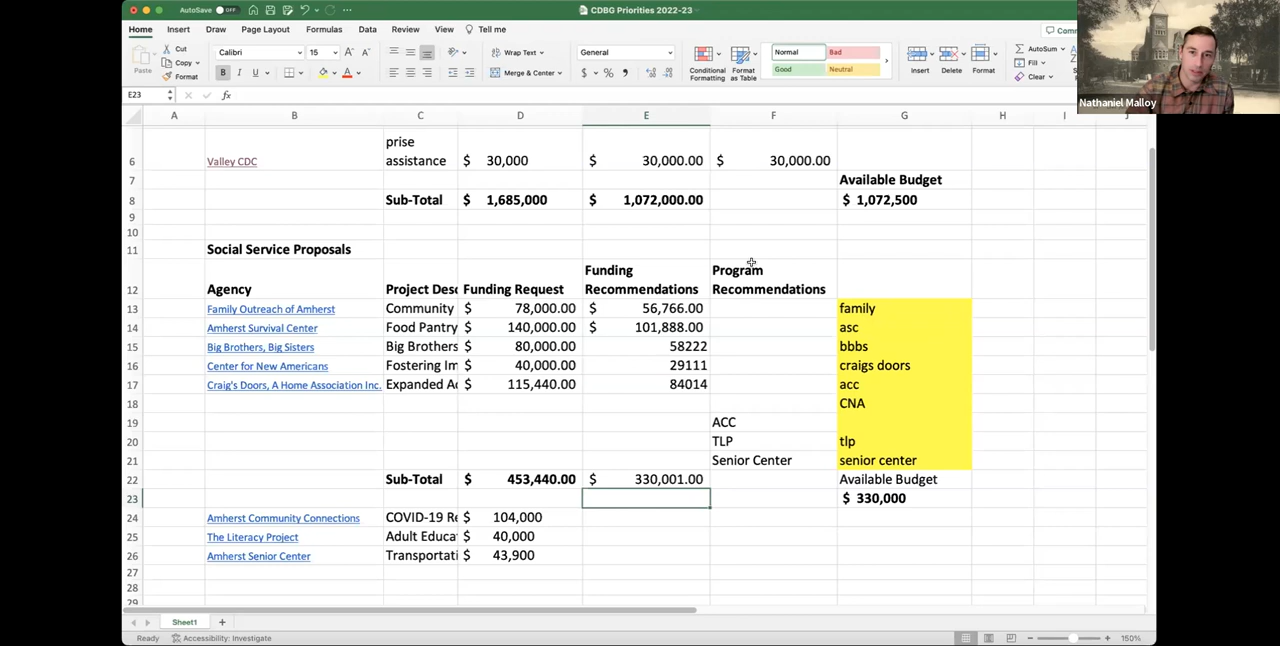 AutoSave OFF
CDBG Priorities 2022-23
Home Insert Draw Page Layout Formulas Data Review View Tell me
Cut
Copy
Paste
Format
Calibri 15
B I U
Wrap Text
Merge & Center
General
Conditional Formatting
Format as Table
Normal Bad
Good Neutral
Insert Delete Format
AutoSum
Fill
Clear
Nathaniel Malloy
E23 fx
A B C D E F G H I J
prise
6 Valley CDC assistance $ 30,000 $ 30,000.00 $ 30,000.00
7 Available Budget
8 Sub-Total $ 1,685,000 $ 1,072,000.00 $ 1,072,500
9
10
11 Social Service Proposals
Funding Program
12 Agency Project Desc Funding Request Recommendations Recommendations
13 Family Outreach of Amherst Community $ 78,000.00 $ 56,766.00 family
14 Amherst Survival Center Food Pantry $ 140,000.00 $ 101,888.00 asc
15 Big Brothers, Big Sisters Big Brothers $ 80,000.00 58222 bbbs
16 Center for New Americans Fostering Im $ 40,000.00 29111 craigs doors
17 Craig's Doors, A Home Association Inc. Expanded Ac $ 115,440.00 84014 acc
18 CNA
19 ACC
20 TLP tlp
21 Senior Center senior center
22 Sub-Total $ 453,440.00 $ 330,001.00 Available Budget
23 $ 330,000
24 Amherst Community Connections COVID-19 Re $ 104,000
25 The Literacy Project Adult Educa $ 40,000
26 Amherst Senior Center Transportati $ 43,900
27
28
29
Sheet1
Ready Accessibility: Investigate 150%